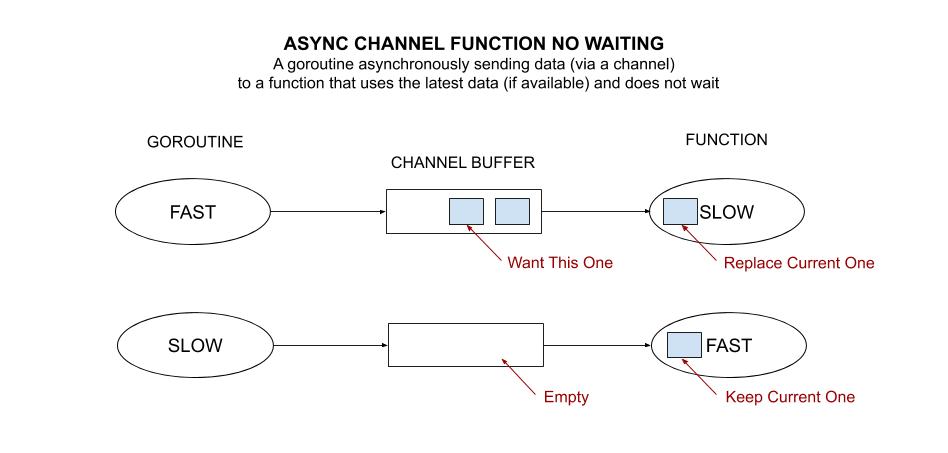 ASYNC CHANNEL FUNCTION NO WAITING
A goroutine asynchronously sending data (via a channel)
to a function that uses the latest data (if available) and does not wait
GOROUTINE
CHANNEL BUFFER
FUNCTION
FAST
SLOW
Want This One
Replace Current One
SLOW
FAST
Empty
Keep Current One